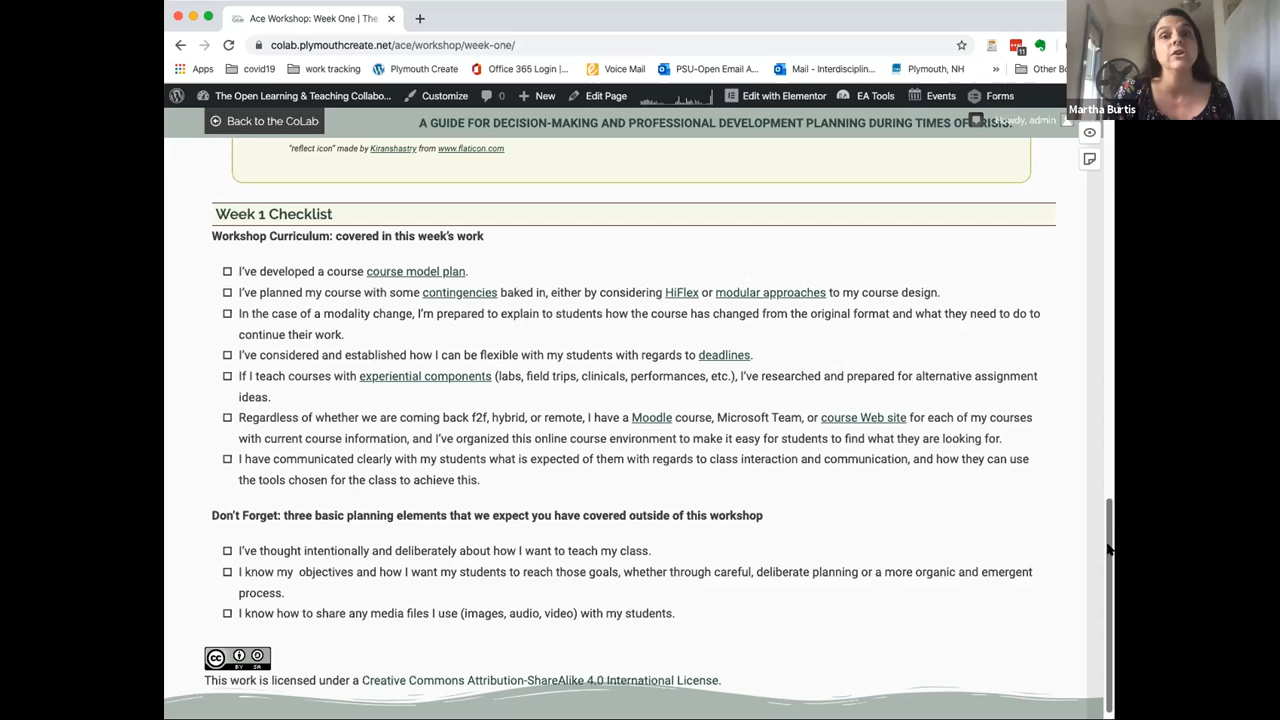 Ace Workshop: Week One | The
colab.plymouthcreate.net/ace/workshop/week-one/
11
Apps covid19 work tracking Plymouth Create Office 365 Login |... Voice Mail PSU-Open Email A... Mail - Interdisciplin... Plymouth, NH » Other Bo
Martha Burtis
The Open Learning & Teaching Collabo... Customize 0 New Edit Page Edit with Elementor EA Tools Events Forms
Back to the CoLab
Howdy, admin
A GUIDE FOR DECISION-MAKING AND PROFESSIONAL DEVELOPMENT PLANNING DURING TIMES OF CRISIS.
"reflect icon" made by Kiranshastry from www.flaticon.com
Week 1 Checklist
Workshop Curriculum: covered in this week's work
I've developed a course course model plan.
I've planned my course with some contingencies baked in, either by considering HiFlex or modular approaches to my course design.
In the case of a modality change, I'm prepared to explain to students how the course has changed from the original format and what they need to do to
continue their work.
I've considered and established how I can be flexible with my students with regards to deadlines.
If I teach courses with experiential components (labs, field trips, clinicals, performances, etc.), I've researched and prepared for alternative assignment
ideas.
Regardless of whether we are coming back f2f, hybrid, or remote, I have a Moodle course, Microsoft Team, or course Web site for each of my courses
with current course information, and I've organized this online course environment to make it easy for students to find what they are looking for.
I have communicated clearly with my students what is expected of them with regards to class interaction and communication, and how they can use
the tools chosen for the class to achieve this.
Don't Forget: three basic planning elements that we expect you have covered outside of this workshop
I've thought intentionally and deliberately about how I want to teach my class.
I know my objectives and how I want my students to reach those goals, whether through careful, deliberate planning or a more organic and emergent
process.
I know how to share any media files I use (images, audio, video) with my students.
cc BY SA
This work is licensed under a Creative Commons Attribution-ShareAlike 4.0 International License.